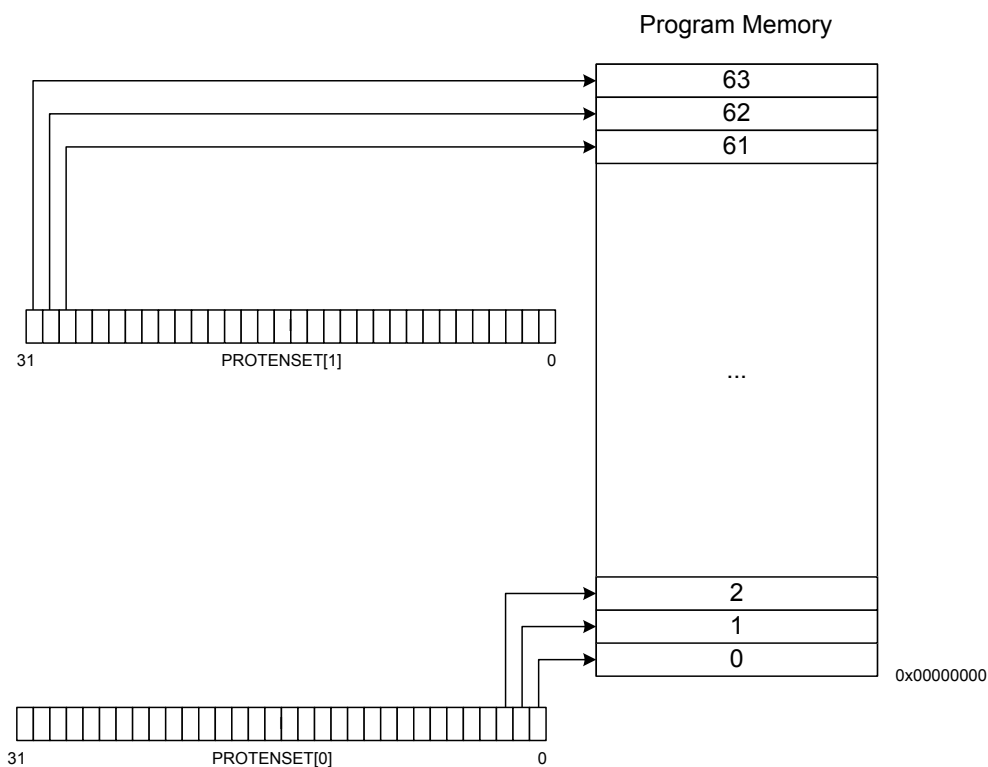 Program Memory
63
62
61
31 PROTENSET[1] 0
...
2
1
0
0x00000000
31 PROTENSET[0] 0